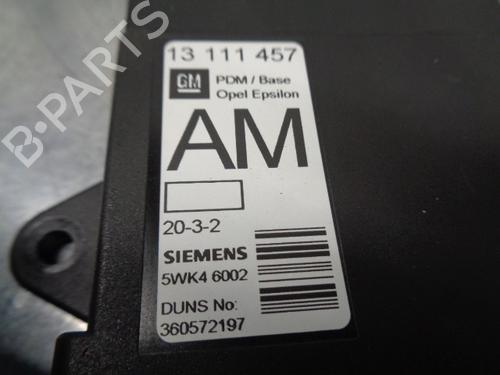 13 111 457
GM
PDM / Base
Opel Epsilon
AM
20-3-2
SIEMENS
5WK4 6002
DUNS No:
360572197
B-PARTS